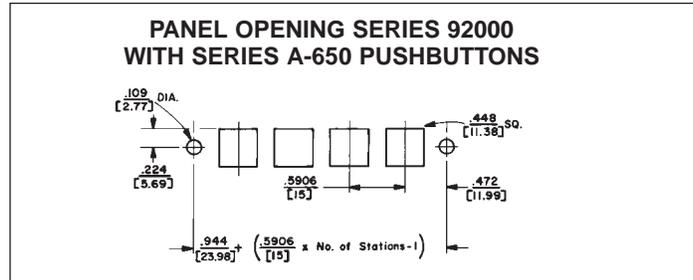 PANEL OPENING SERIES 92000
WITH SERIES A-650 PUSHBUTTONS
.109 DIA.
[2.77]
.448 SQ.
[11.38]
.224
[5.69]
.5906
[15]
.472
[11.99]
.944 + ( .5906 x No. of Stations-1 )
[23.98] [15]